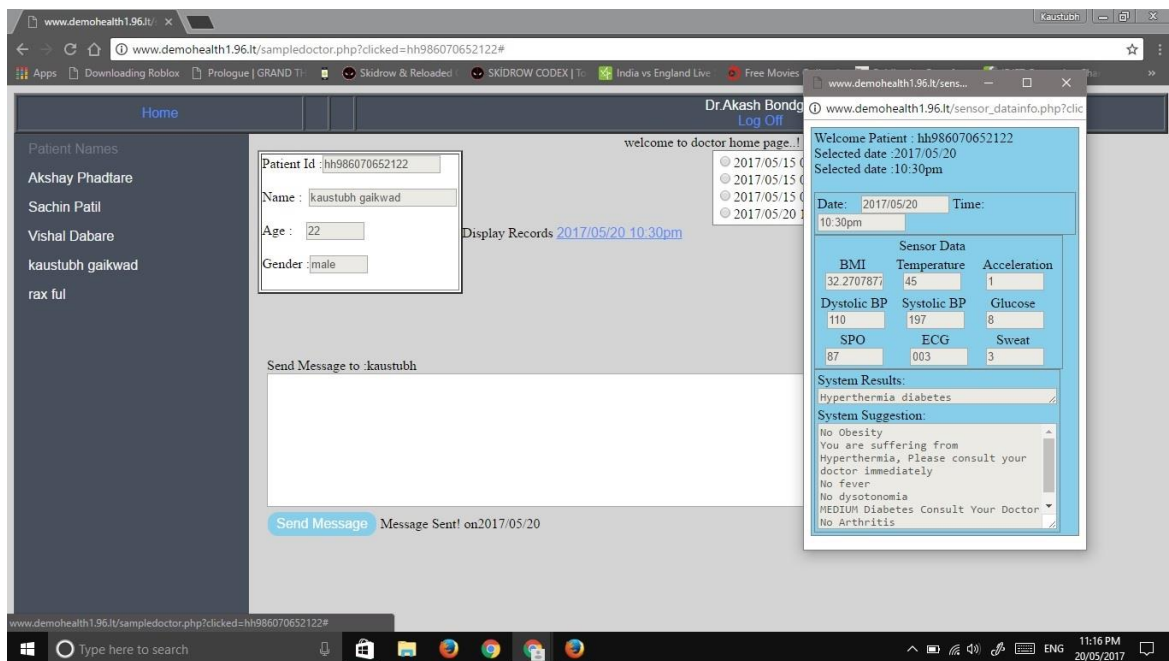 www.demohealth1.96.lt/
Kaustubh
www.demohealth1.96.lt/sampledoctor.php?clicked=hh986070652122#
Apps Downloading Roblox Prologue | GRAND TH Skidrow & Reloaded SKİDROW CODEX | To India vs England Live Free Movies
Home
Dr.Akash Bondg
Log Off
Patient Names
Akshay Phadtare
Sachin Patil
Vishal Dabare
kaustubh gaikwad
rax ful
welcome to doctor home page..!
Patient Id : hh986070652122
Name : kaustubh gaikwad
Age : 22
Gender : male
2017/05/15 0
2017/05/15 0
2017/05/15 0
2017/05/20 1
Display Records 2017/05/20 10:30pm
Send Message to :kaustubh
Send Message Message Sent! on2017/05/20
www.demohealth1.96.lt/sens...
www.demohealth1.96.lt/sensor_datainfo.php?clic
Welcome Patient : hh986070652122
Selected date :2017/05/20
Selected date :10:30pm
Date: 2017/05/20 Time:
10:30pm
Sensor Data
BMI Temperature Acceleration
32.2707877 45 1
Dystolic BP Systolic BP Glucose
110 197 8
SPO ECG Sweat
87 003 3
System Results:
Hyperthermia diabetes
System Suggestion:
No Obesity
You are suffering from
Hyperthermia, Please consult your
doctor immediately
No fever
No dysotonomia
MEDIUM Diabetes Consult Your Doctor
No Arthritis
www.demohealth1.96.lt/sampledoctor.php?clicked=hh986070652122#
Type here to search
ENG
11:16 PM
20/05/2017